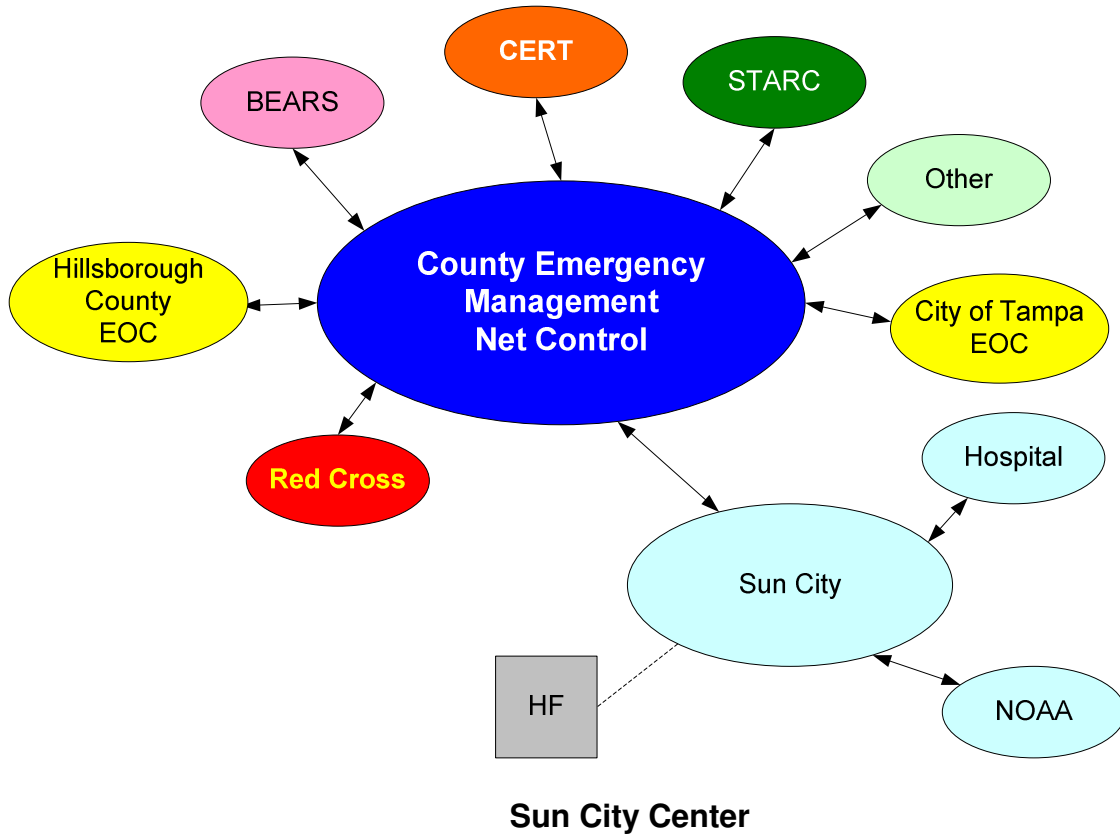 CERT
STARC
BEARS
Other
County Emergency
Management
Net Control
Hillsborough
County
EOC
City of Tampa
EOC
Hospital
Red Cross
Sun City
HF
NOAA
Sun City Center